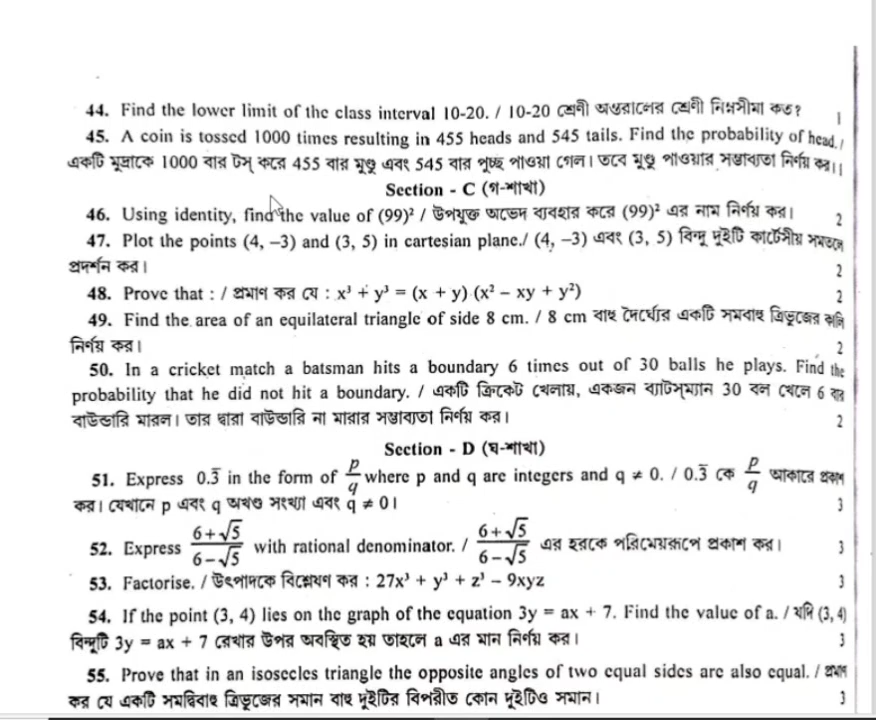 44. Find the lower limit of the class interval 10-20. / 10-20 শ্রেণী অন্তরালের শ্রেণী নিম্নসীমা কত? 1
45. A coin is tossed 1000 times resulting in 455 heads and 545 tails. Find the probability of head./
একটি মুদ্রাকে 1000 বার টস্ করে 455 বার মুণ্ড এবং 545 বার পুচ্ছ পাওয়া গেল। তবে মুণ্ড পাওয়ার সম্ভাব্যতা নির্ণয় কর। 1
Section - C (গ-শাখা)
46. Using identity, find the value of (99)² / উপযুক্ত অভেদ ব্যবহার করে (99)² এর নাম নির্ণয় কর। 2
47. Plot the points (4, –3) and (3, 5) in cartesian plane./ (4, –3) এবং (3, 5) বিন্দু দুইটি কার্টেসীয় সমতলে
প্রদর্শন কর। 2
48. Prove that : / প্রমাণ কর যে : x³ + y³ = (x + y) (x² – xy + y²) 2
49. Find the area of an equilateral triangle of side 8 cm. / 8 cm বাহু দৈর্ঘ্যের একটি সমবাহু ত্রিভুজের
নির্ণয় কর। 2
50. In a cricket match a batsman hits a boundary 6 times out of 30 balls he plays. Find the
probability that he did not hit a boundary. / একটি ক্রিকেট খেলায়, একজন ব্যাটস্ম্যান 30 বল খেলে 6 বার
বাউন্ডারি মারল। তার দ্বারা বাউন্ডারি না মারার সম্ভাব্যতা নির্ণয় কর। 2
Section - D (ঘ-শাখা)
51. Express 0.3̅ in the form of p/q where p and q are integers and q ≠ 0. / 0.3̅ কে p/q আকারে প্রকাশ
কর। যেখানে p এবং q অখণ্ড সংখ্যা এবং q ≠ 0। 3
52. Express (6+√5)/(6–√5) with rational denominator. / (6+√5)/(6–√5) এর হরকে পরিমেয়রূপে প্রকাশ কর। 3
53. Factorise. / উৎপাদকে বিশ্লেষণ কর : 27x³ + y³ + z³ – 9xyz 3
54. If the point (3, 4) lies on the graph of the equation 3y = ax + 7. Find the value of a. / যদি (3, 4)
বিন্দুটি 3y = ax + 7 রেখার উপর অবস্থিত হয় তাহলে a এর মান নির্ণয় কর। 3
55. Prove that in an isosceles triangle the opposite angles of two equal sides are also equal. / প্রমাণ
কর যে একটি সমদ্বিবাহু ত্রিভুজের সমান বাহু দুইটির বিপরীত কোন দুইটিও সমান। 3